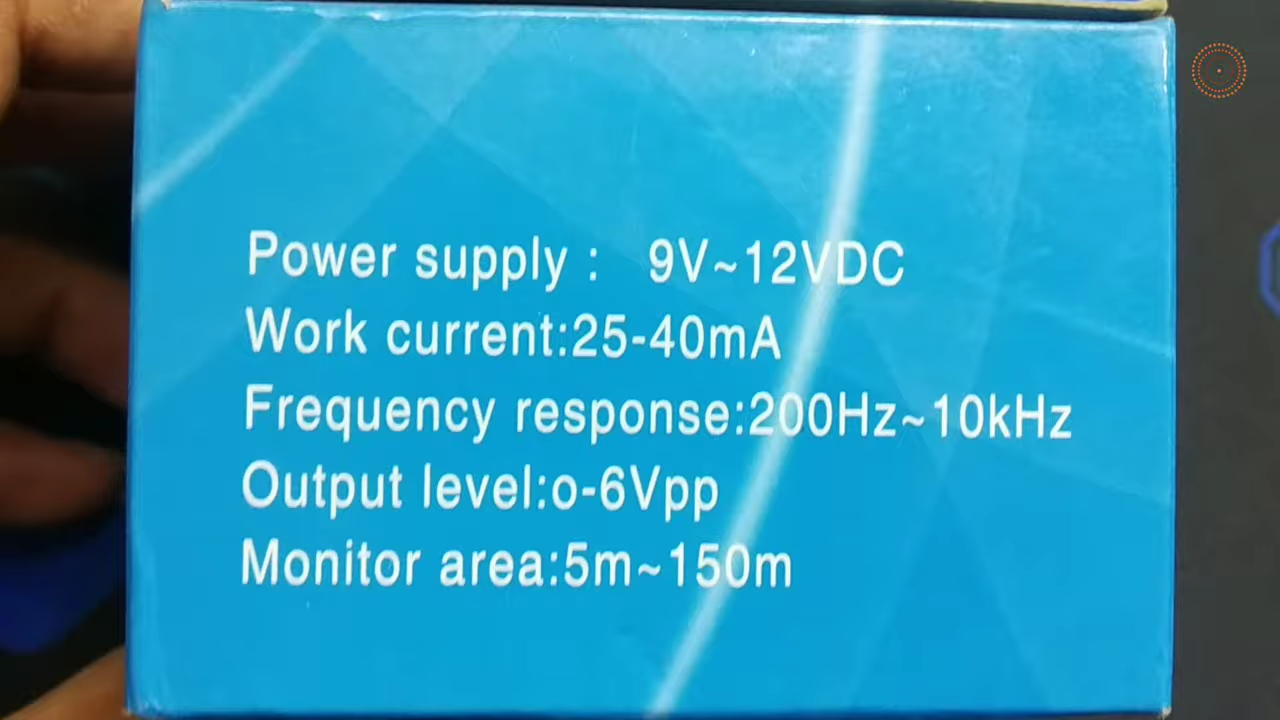 Power supply :  9V~12VDC
Work current:25-40mA
Frequency response:200Hz~10kHz
Output level:o-6Vpp
Monitor area:5m~150m